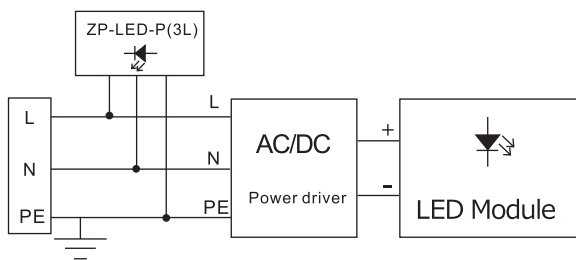 ZP-LED-P(3L)
L
L
N
N
PE
PE
AC/DC
Power driver
+
-
LED Module